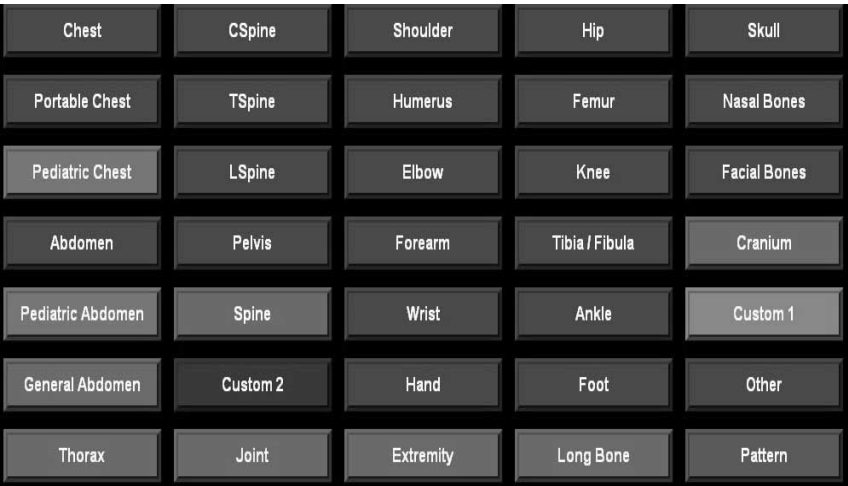 Chest CSpine Shoulder Hip Skull
Portable Chest TSpine Humerus Femur Nasal Bones
Pediatric Chest LSpine Elbow Knee Facial Bones
Abdomen Pelvis Forearm Tibia / Fibula Cranium
Pediatric Abdomen Spine Wrist Ankle Custom 1
General Abdomen Custom 2 Hand Foot Other
Thorax Joint Extremity Long Bone Pattern